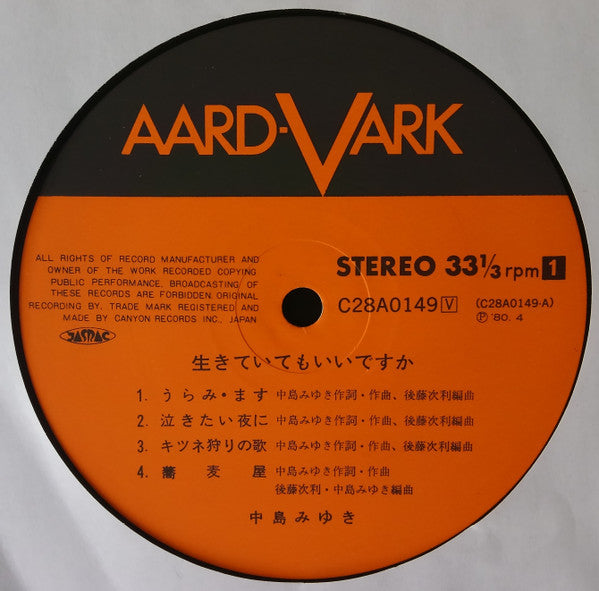 AARD-VARK
ALL RIGHTS OF RECORD MANUFACTURER AND
OWNER OF THE WORK RECORDED COPYING
PUBLIC PERFORMANCE, BROADCASTING OF
THESE RECORDS ARE FORBIDDEN. ORIGINAL
RECORDING BY. TRADE MARK REGISTERED AND
MADE BY CANYON RECORDS INC., JAPAN
JASRAC
STEREO 33⅓ rpm 1
C28A0149 V (C28A0149-A)
Ⓟ '80. 4
生きていてもいいですか
1. うらみ・ます 中島みゆき作詞・作曲、後藤次利編曲
2. 泣きたい夜に 中島みゆき作詞・作曲、後藤次利編曲
3. キツネ狩りの歌 中島みゆき作詞・作曲、後藤次利編曲
4. 蕎麦屋 中島みゆき作詞・作曲
後藤次利・中島みゆき編曲
中島みゆき